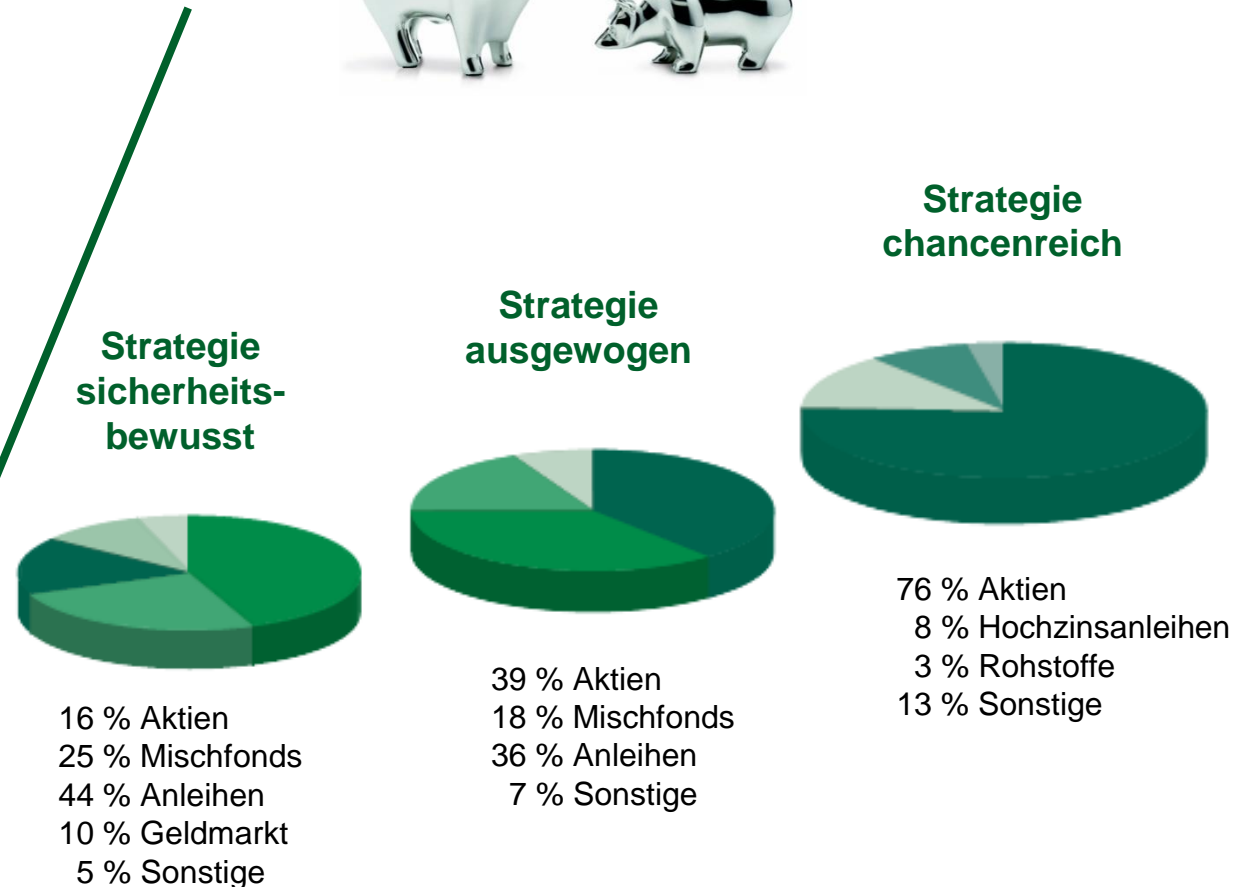 Strategie
sicherheits-
bewusst
16 % Aktien
25 % Mischfonds
44 % Anleihen
10 % Geldmarkt
5 % Sonstige
Strategie
ausgewogen
39 % Aktien
18 % Mischfonds
36 % Anleihen
7 % Sonstige
Strategie
chancenreich
76 % Aktien
8 % Hochzinsanleihen
3 % Rohstoffe
13 % Sonstige